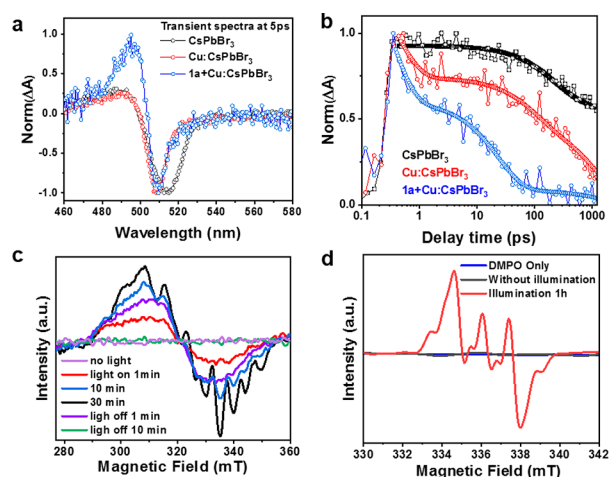 a
Transient spectra at 5ps
CsPbBr3
Cu:CsPbBr3
1a+Cu:CsPbBr3
1.0
0.5
0.0
-0.5
-1.0
Norm(ΔA)
460 480 500 520 540 560 580
Wavelength (nm)
b
1.0
0.5
0.0
Norm(ΔA)
CsPbBr3
Cu:CsPbBr3
1a+Cu:CsPbBr3
0.1 1 10 100 1000
Delay time (ps)
c
Intensity (a.u.)
no light
light on 1min
10 min
30 min
ligh off 1 min
ligh off 10 min
280 300 320 340 360
Magnetic Field (mT)
d
DMPO Only
Without illumination
Illumination 1h
Intensity (a.u.)
330 332 334 336 338 340 342
Magnetic Field (mT)